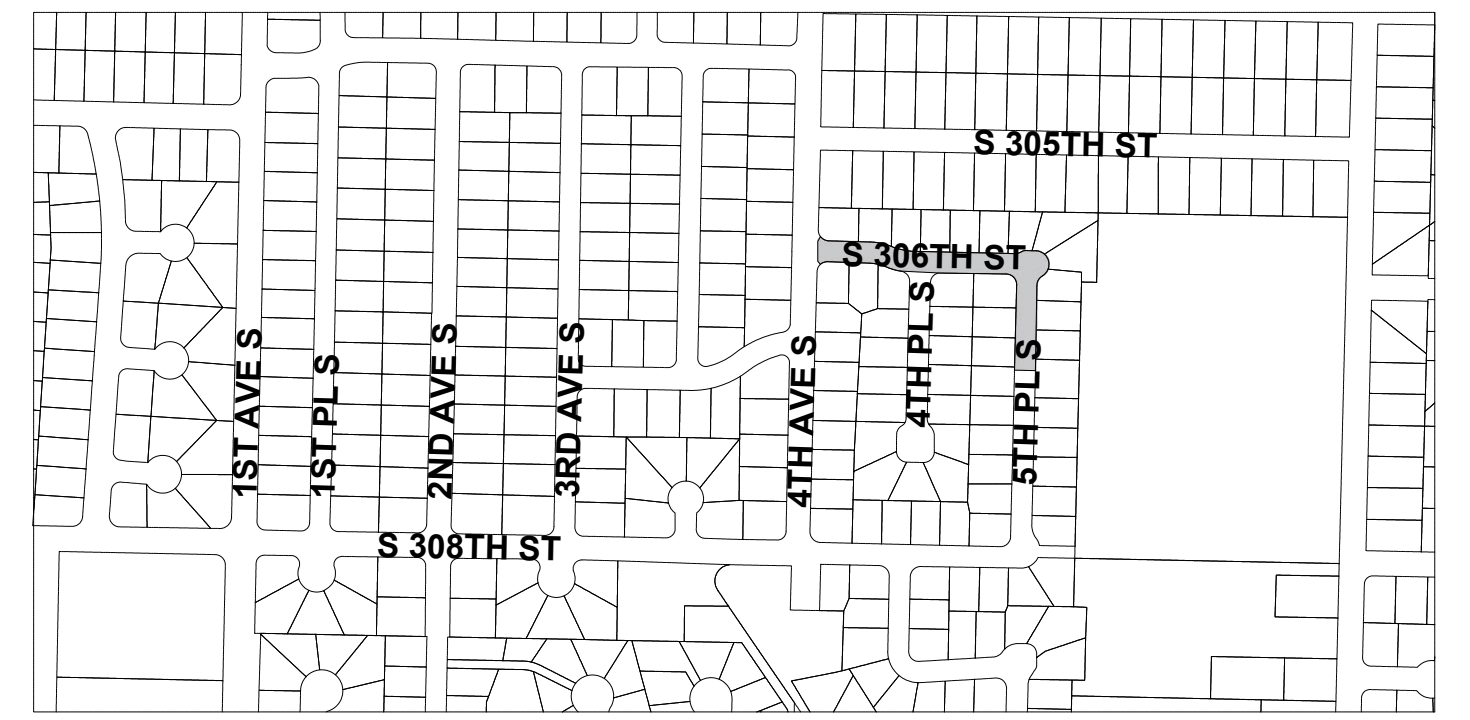 S 305TH ST
S 306TH ST
4TH PL S
1ST AVE S
1ST PL S
2ND AVE S
3RD AVE S
4TH AVE S
5TH PL S
S 308TH ST